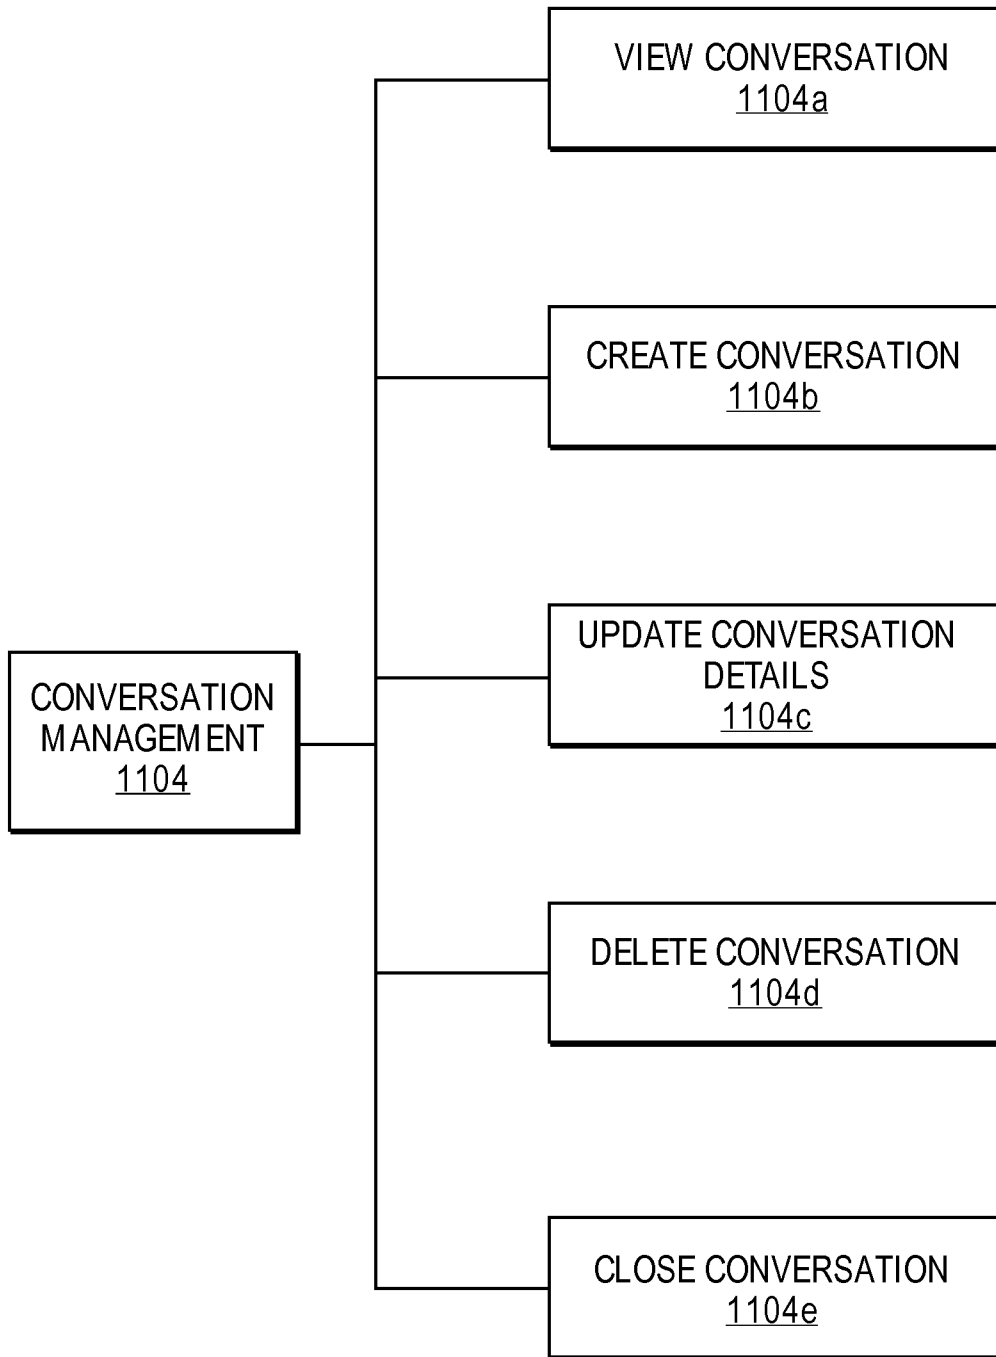 VIEW CONVERSATION
1104a
CREATE CONVERSATION
1104b
UPDATE CONVERSATION
DETAILS
1104c
CONVERSATION
MANAGEMENT
1104
DELETE CONVERSATION
1104d
CLOSE CONVERSATION
1104e